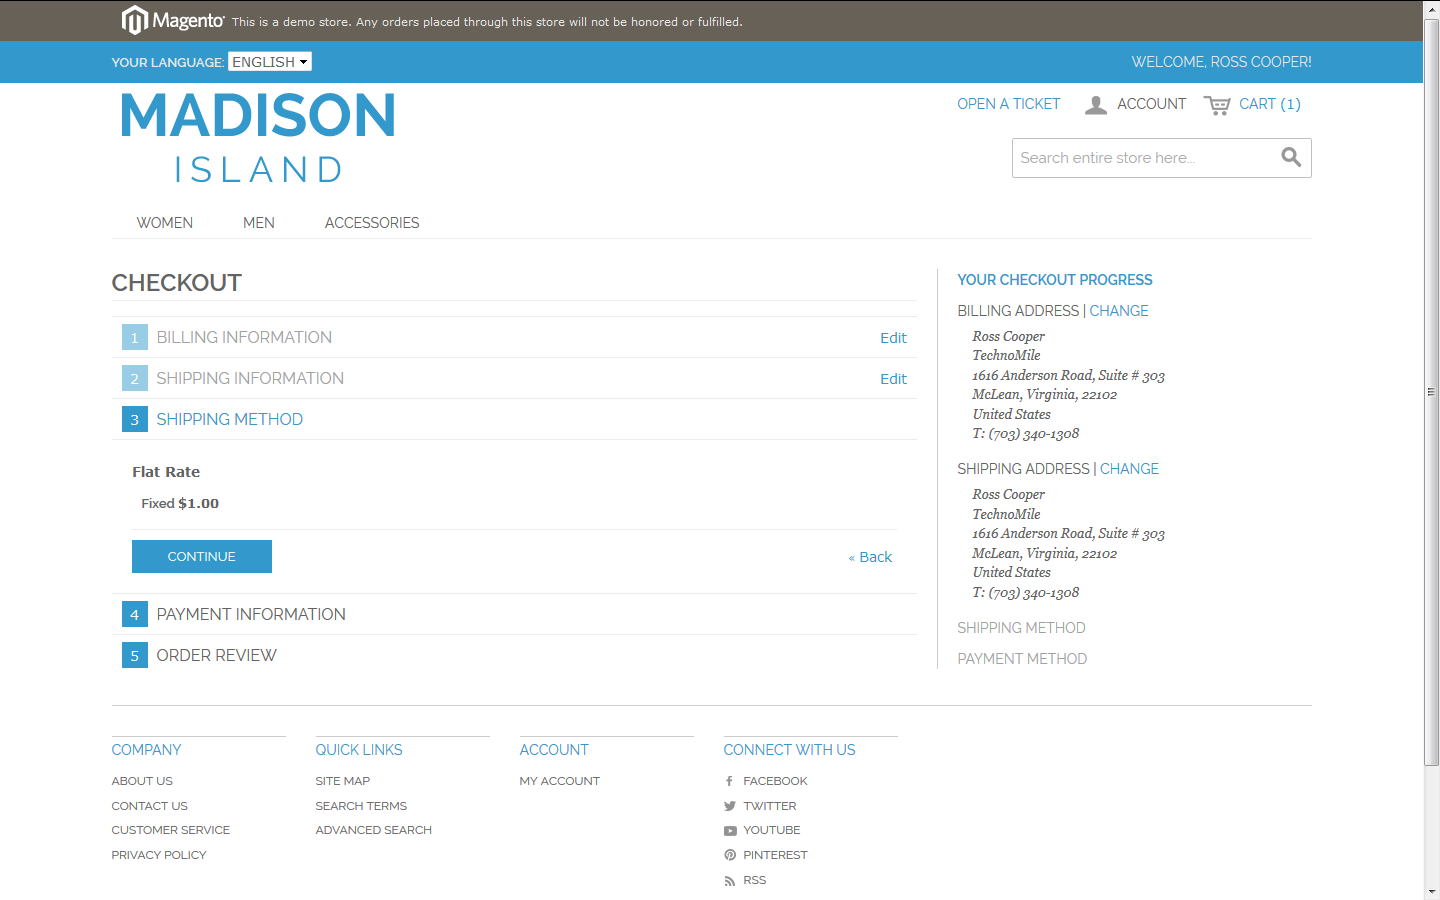 Magento This is a demo store. Any orders placed through this store will not be honored or fulfilled.
YOUR LANGUAGE: ENGLISH
WELCOME, ROSS COOPER!
MADISON
ISLAND
OPEN A TICKET ACCOUNT CART (1)
Search entire store here...
WOMEN MEN ACCESSORIES
CHECKOUT
1 BILLING INFORMATION Edit
2 SHIPPING INFORMATION Edit
3 SHIPPING METHOD
Flat Rate
Fixed $1.00
CONTINUE
« Back
4 PAYMENT INFORMATION
5 ORDER REVIEW
YOUR CHECKOUT PROGRESS
BILLING ADDRESS | CHANGE
Ross Cooper
TechnoMile
1616 Anderson Road, Suite # 303
McLean, Virginia, 22102
United States
T: (703) 340-1308
SHIPPING ADDRESS | CHANGE
Ross Cooper
TechnoMile
1616 Anderson Road, Suite # 303
McLean, Virginia, 22102
United States
T: (703) 340-1308
SHIPPING METHOD
PAYMENT METHOD
COMPANY
ABOUT US
CONTACT US
CUSTOMER SERVICE
PRIVACY POLICY
QUICK LINKS
SITE MAP
SEARCH TERMS
ADVANCED SEARCH
ACCOUNT
MY ACCOUNT
CONNECT WITH US
FACEBOOK
TWITTER
YOUTUBE
PINTEREST
RSS